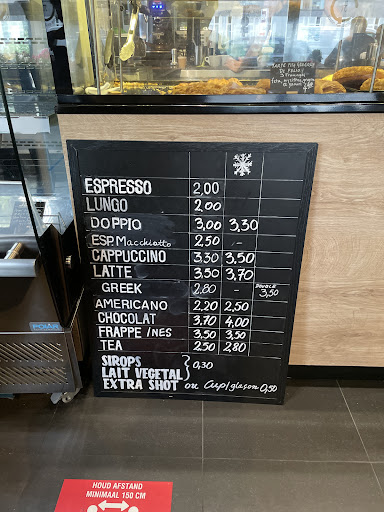 ESPRESSO 2,00
LUNGO 2,00
DOPPIO 3,00 3,30
ESP. Macchiatto 2,50 -
CAPPUCCINO 3,30 3,50
LATTE 3,50 3,70
GREEK 2,80 - DOUBLE 3,50
AMERICANO 2,20 2,50
CHOCOLAT 3,70 4,00
FRAPPE / NES 3,50 3,50
TEA 2,50 2,80
SIROPS
LAIT VEGETAL } 0,30
EXTRA SHOT ou Cup/glaçon 0,50
POLAIR
HOUD AFSTAND
MINIMAAL 150 CM